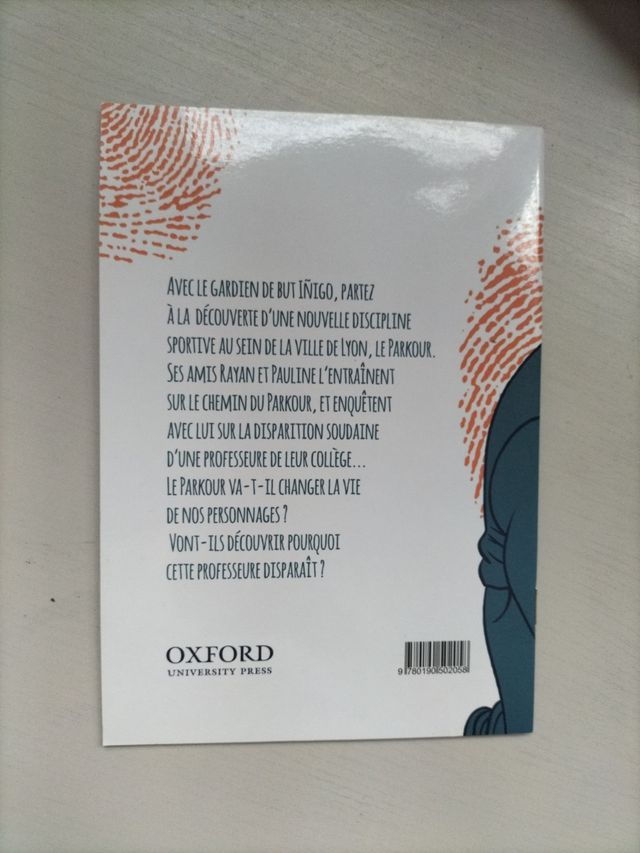 AVEC LE GARDIEN DE BUT IÑIGO, PARTEZ
À LA DÉCOUVERTE D'UNE NOUVELLE DISCIPLINE
SPORTIVE AU SEIN DE LA VILLE DE LYON, LE PARKOUR.
SES AMIS RAYAN ET PAULINE L'ENTRAÎNENT
SUR LE CHEMIN DU PARKOUR, ET ENQUÊTENT
AVEC LUI SUR LA DISPARITION SOUDAINE
D'UNE PROFESSEURE DE LEUR COLLÈGE...
LE PARKOUR VA-T-IL CHANGER LA VIE
DE NOS PERSONNAGES ?
VONT-ILS DÉCOUVRIR POURQUOI
CETTE PROFESSEURE DISPARAÎT ?
OXFORD
UNIVERSITY PRESS
9 780190 502058